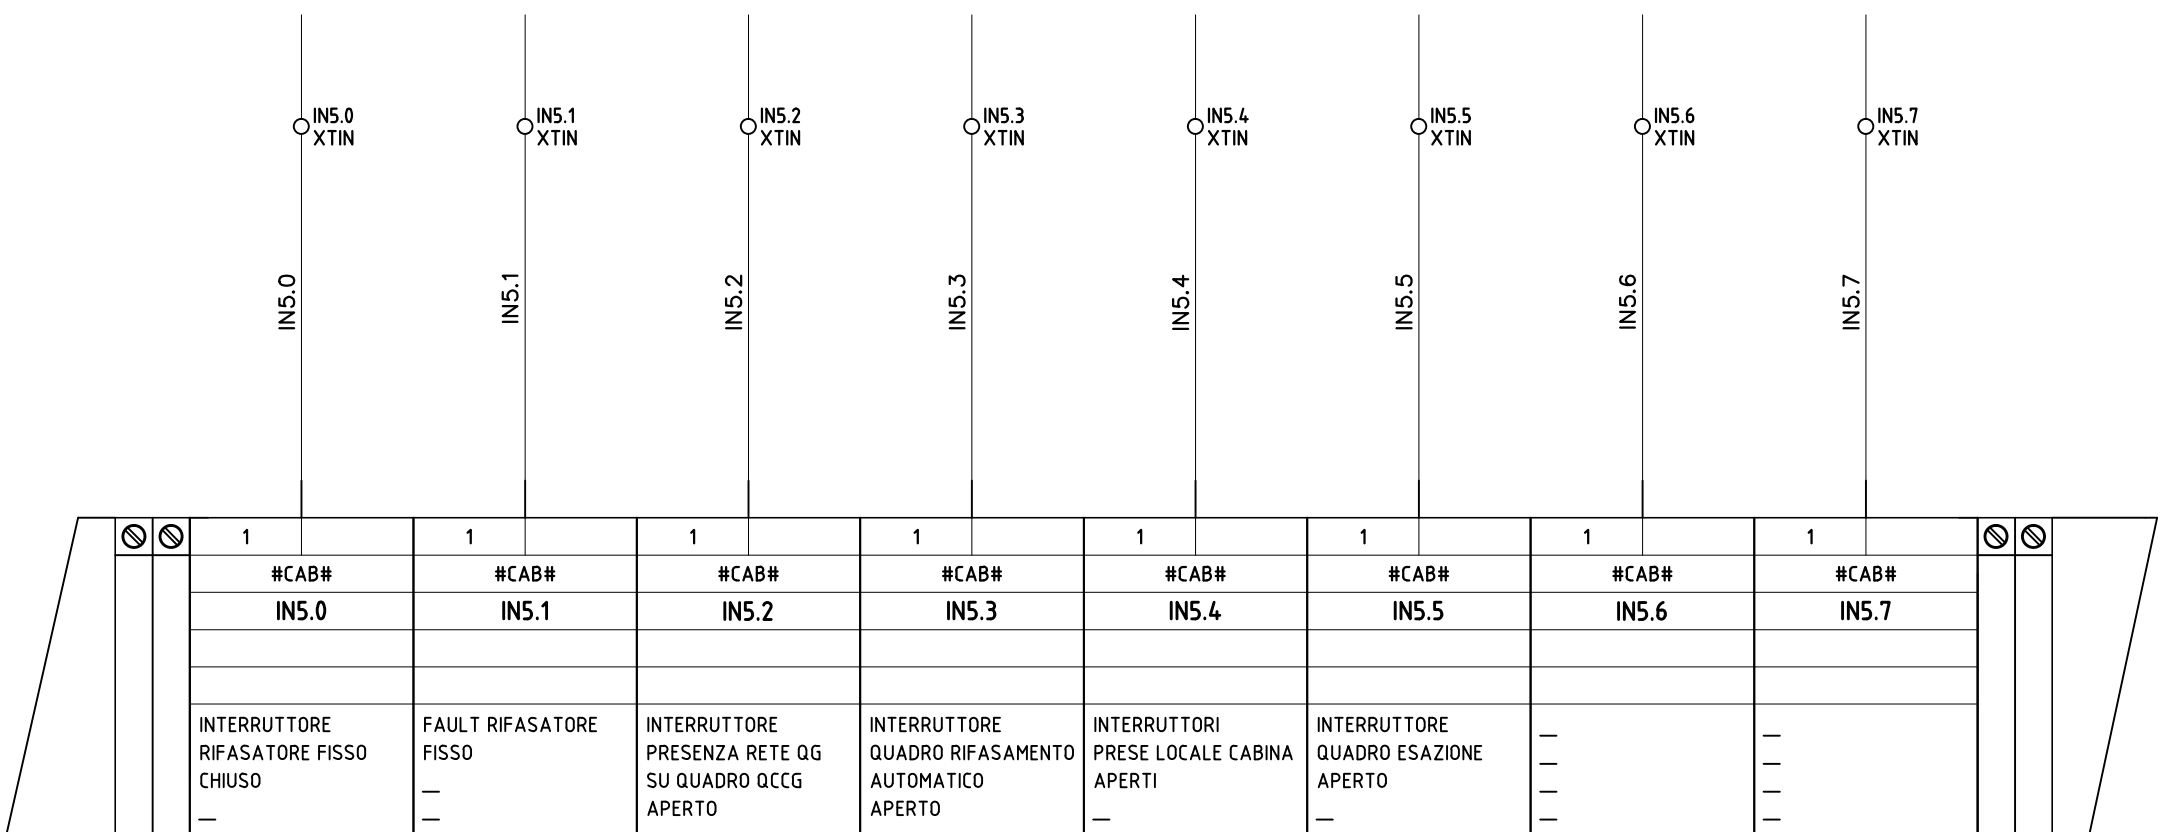 IN5.0
XTIN
IN5.1
XTIN
IN5.2
XTIN
IN5.3
XTIN
IN5.4
XTIN
IN5.5
XTIN
IN5.6
XTIN
IN5.7
XTIN
IN5.0
IN5.1
IN5.2
IN5.3
IN5.4
IN5.5
IN5.6
IN5.7
1 1 1 1 1 1 1 1
#CAB# #CAB# #CAB# #CAB# #CAB# #CAB# #CAB# #CAB#
IN5.0 IN5.1 IN5.2 IN5.3 IN5.4 IN5.5 IN5.6 IN5.7
INTERRUTTORE
RIFASATORE FISSO
CHIUSO
—
FAULT RIFASATORE
FISSO
—
—
INTERRUTTORE
PRESENZA RETE QG
SU QUADRO QCCG
APERTO
INTERRUTTORE
QUADRO RIFASAMENTO
AUTOMATICO
APERTO
INTERRUTTORI
PRESE LOCALE CABINA
APERTI
—
INTERRUTTORE
QUADRO ESAZIONE
APERTO
—
—
—
—
—
—
—
—
—